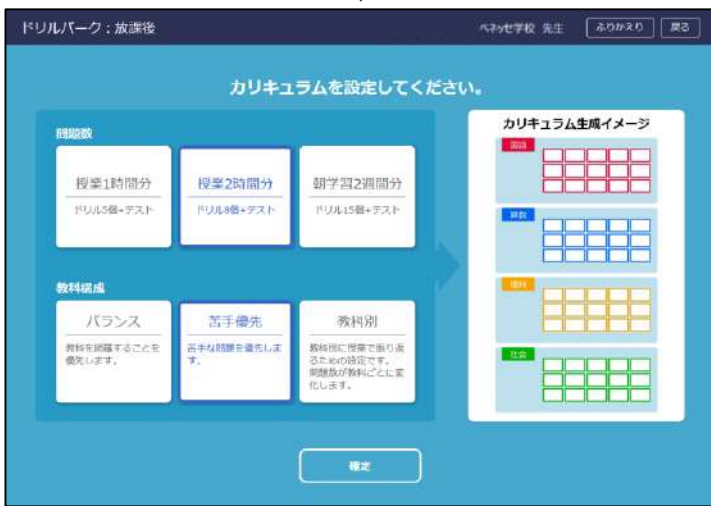 ドリルパーク：放課後
ベネッセ学校 先生
ふりかえり
戻る
カリキュラムを設定してください。
問題数
授業1時間分
ドリル5個+テスト
授業2時間分
ドリル8個+テスト
朝学習2週間分
ドリル15個+テスト
教科構成
バランス
教科を網羅することを
優先します。
苦手優先
苦手な問題を優先しま
す。
教科別
教科別に授業で振り返
るための設定です。
問題数が教科ごとに変
化します。
カリキュラム生成イメージ
国語
算数
理科
社会
確定